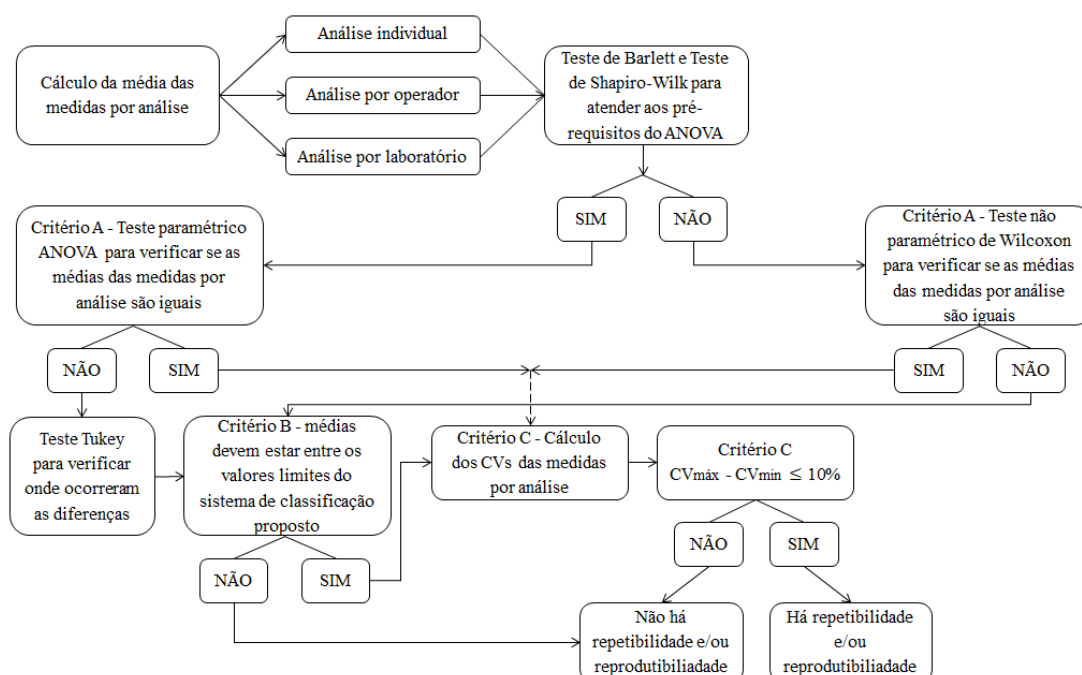 Análise individual
Cálculo da média das
medidas por análise
Análise por operador
Análise por laboratório
Teste de Barlett e Teste
de Shapiro-Wilk para
atender aos pré-
requisitos do ANOVA
SIM
NÃO
Critério A - Teste paramétrico
ANOVA para verificar se as
médias das medidas por
análise são iguais
Critério A - Teste não
paramétrico de Wilcoxon
para verificar se as médias
das medidas por análise
são iguais
NÃO
SIM
SIM
NÃO
Teste Tukey
para verificar
onde ocorreram
as diferenças
Critério B - médias
devem estar entre os
valores limites do
sistema de classificação
proposto
Critério C - Cálculo
dos CVs das medidas
por análise
Critério C
CVmáx - CVmin ≤ 10%
NÃO
SIM
NÃO
SIM
Não há
repetibilidade e/ou
reprodutibiliadade
Há repetibilidade
e/ou
reprodutibiliadade